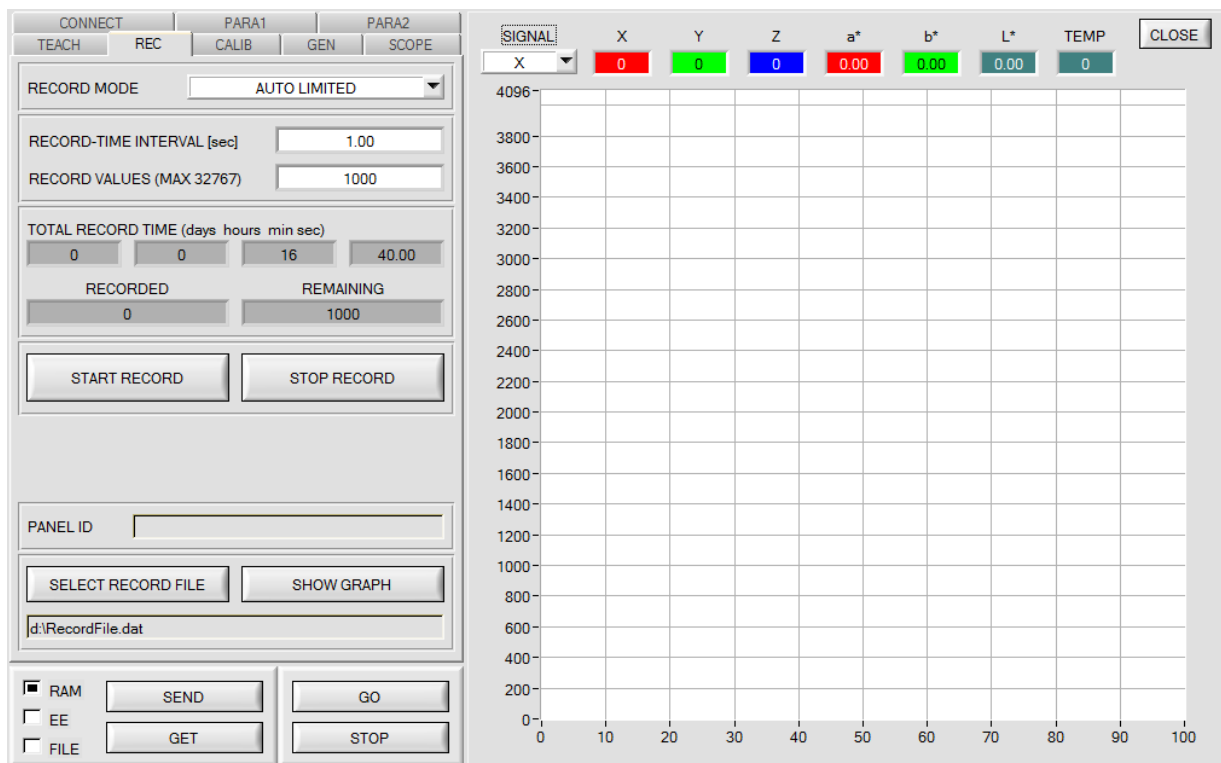 CONNECT PARA1 PARA2
TEACH REC CALIB GEN SCOPE
RECORD MODE AUTO LIMITED
RECORD-TIME INTERVAL [sec] 1.00
RECORD VALUES (MAX 32767) 1000
TOTAL RECORD TIME (days hours min sec)
0 0 16 40.00
RECORDED REMAINING
0 1000
START RECORD STOP RECORD
PANEL ID
SELECT RECORD FILE SHOW GRAPH
d:\RecordFile.dat
RAM SEND GO
EE
FILE GET STOP
SIGNAL X Y Z a* b* L* TEMP CLOSE
X 0 0 0 0.00 0.00 0.00 0
4096
3800
3600
3400
3200
3000
2800
2600
2400
2200
2000
1800
1600
1400
1200
1000
800
600
400
200
0
0 10 20 30 40 50 60 70 80 90 100